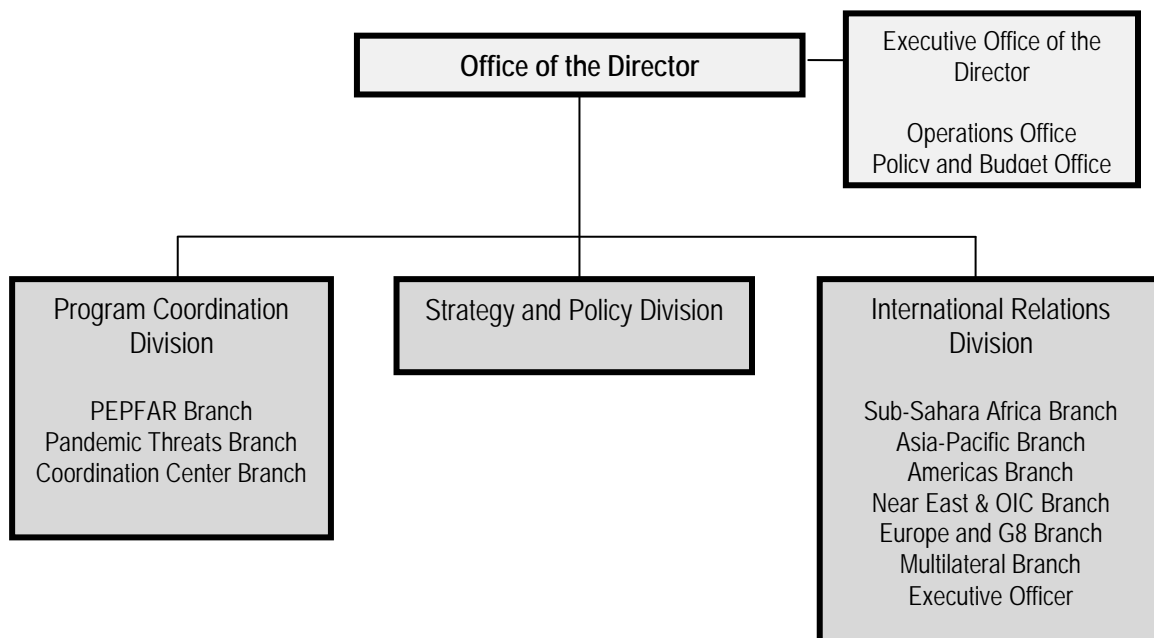 Office of the Director
Executive Office of the
Director
Operations Office
Policy and Budget Office
Program Coordination
Division
PEPFAR Branch
Pandemic Threats Branch
Coordination Center Branch
Strategy and Policy Division
International Relations
Division
Sub-Sahara Africa Branch
Asia-Pacific Branch
Americas Branch
Near East & OIC Branch
Europe and G8 Branch
Multilateral Branch
Executive Officer